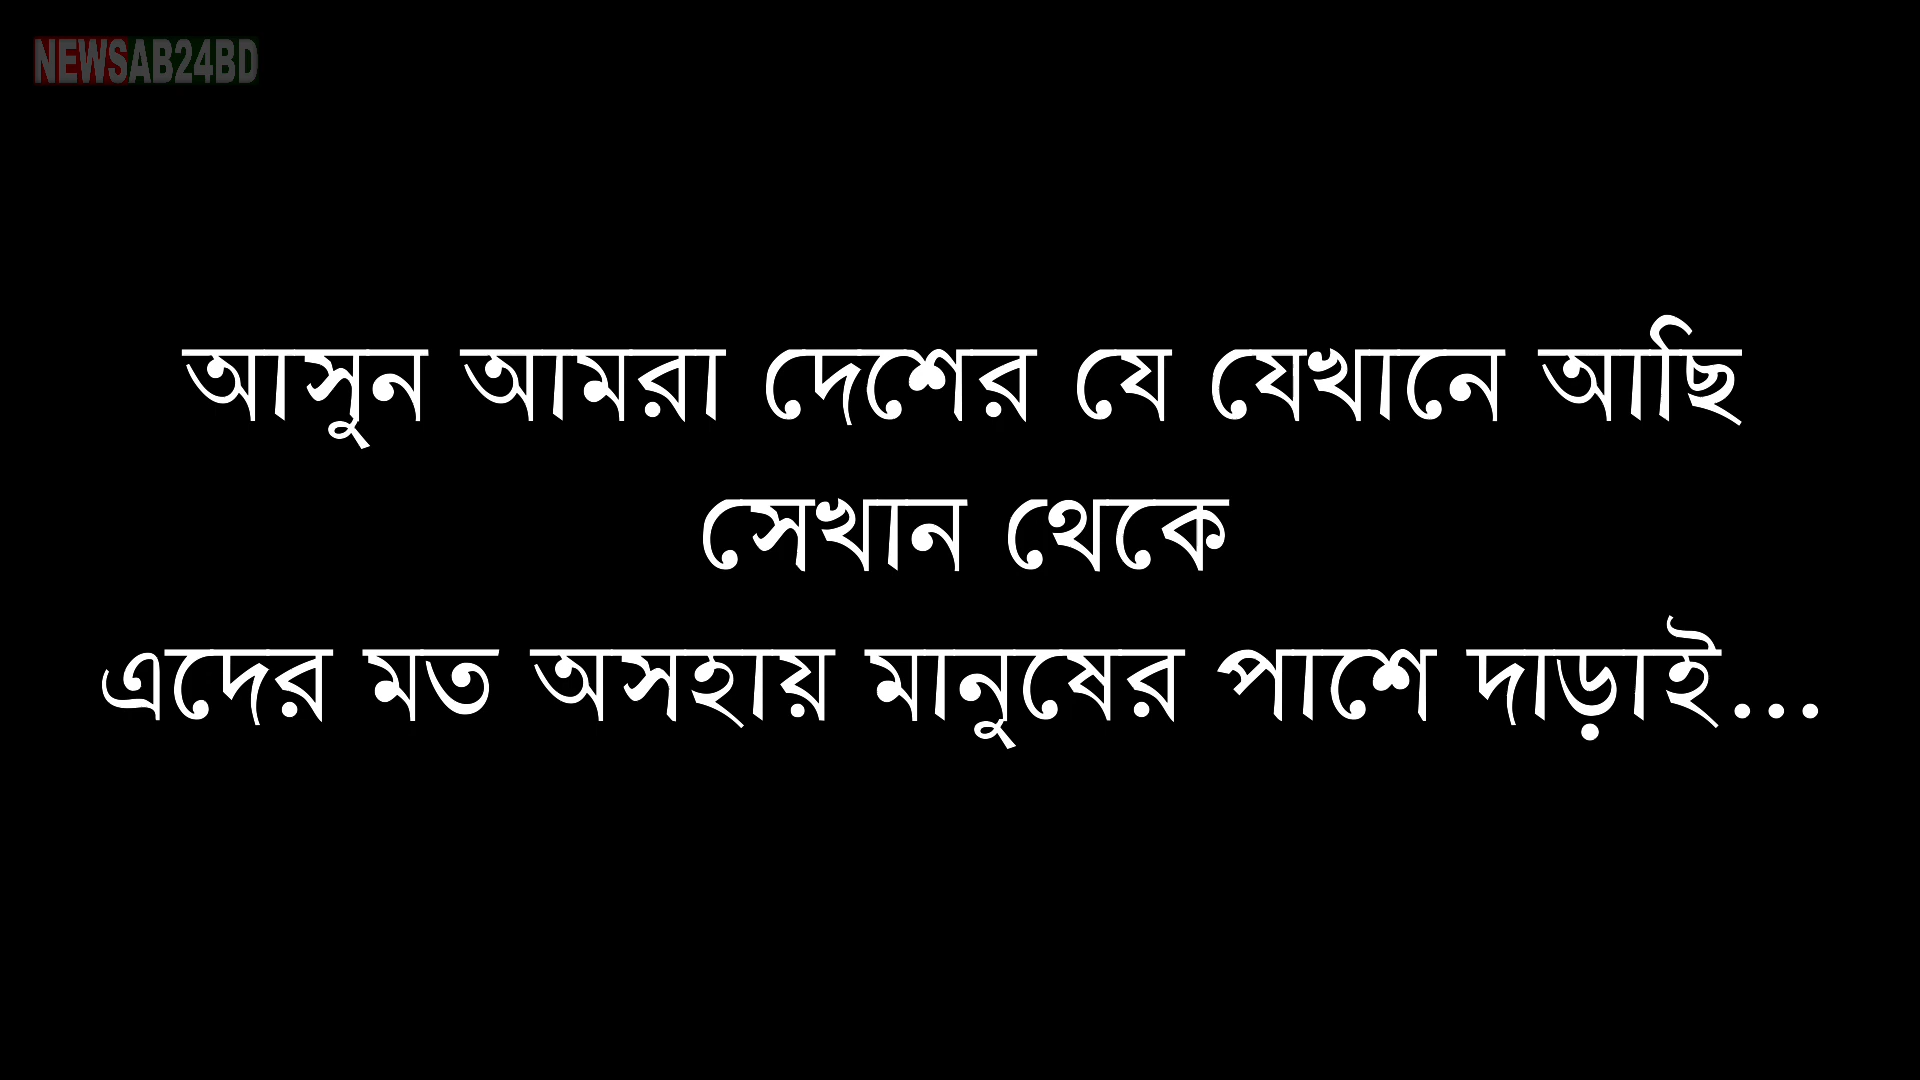 NEWSAB24BD
আসুন আমরা দেশের যে যেখানে আছি
সেখান থেকে
এদের মত অসহায় মানুষের পাশে দাড়াই...